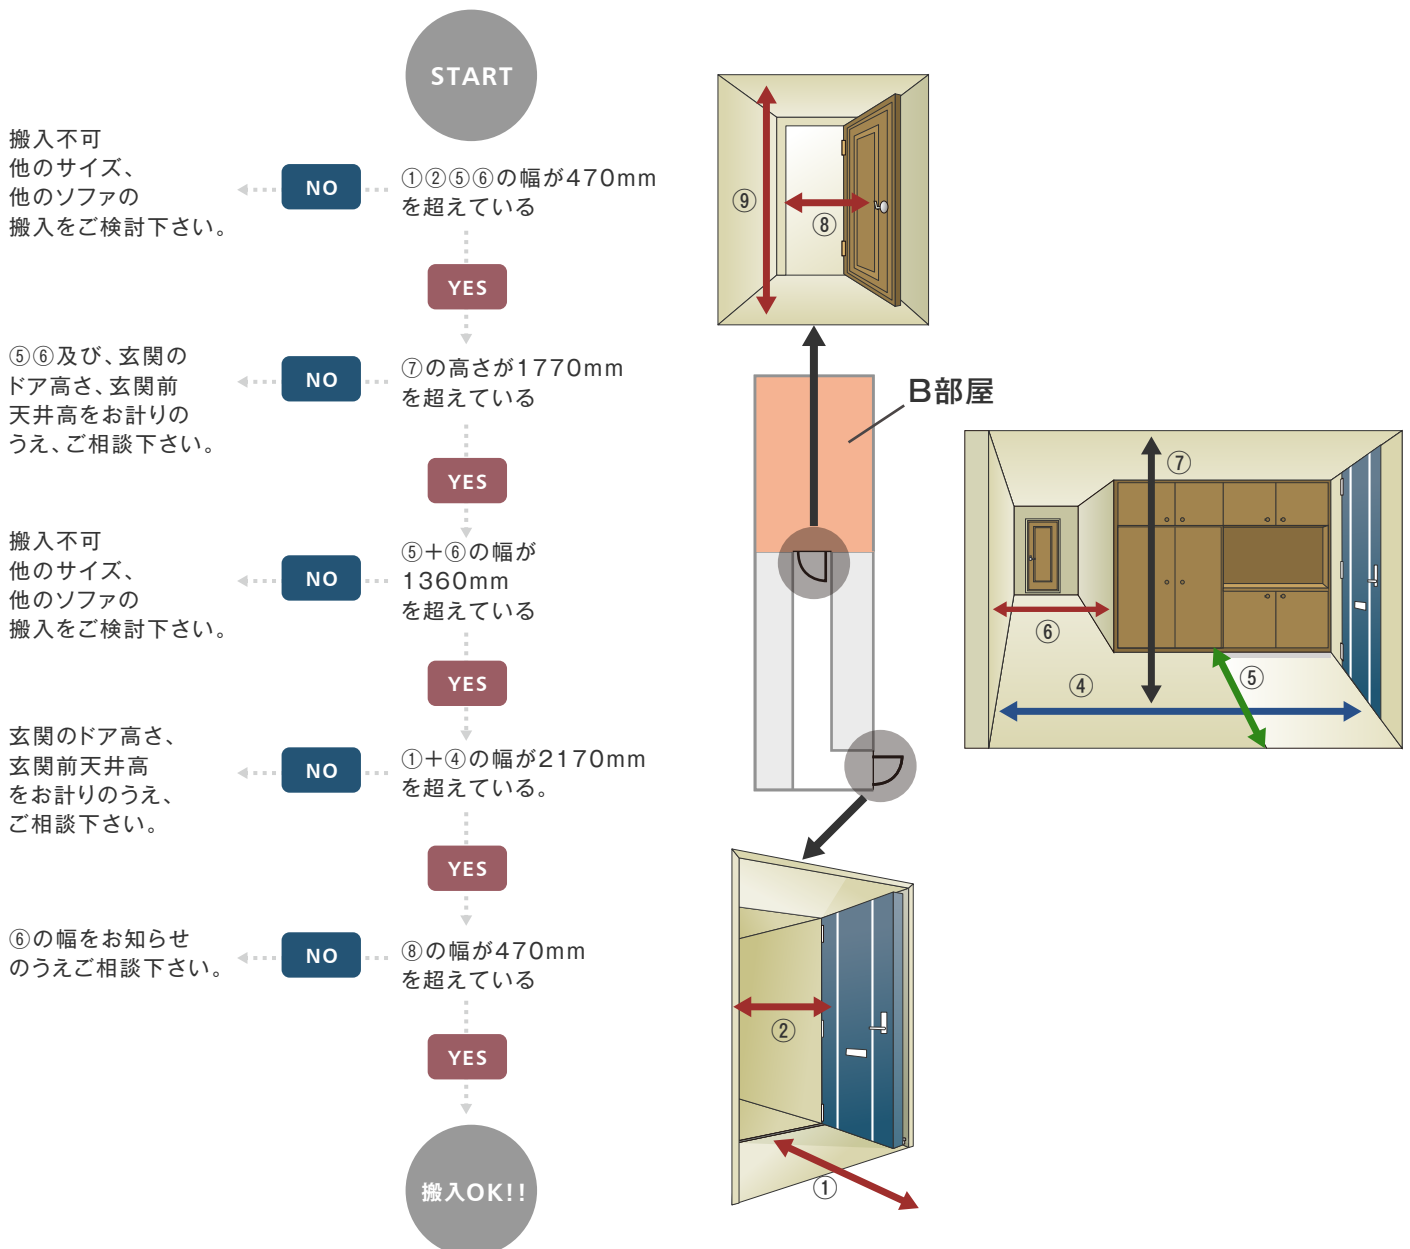 START
搬入不可
他のサイズ、
他のソファの
搬入をご検討下さい。
NO
①②⑤⑥の幅が470mm
を超えている
YES
⑤⑥及び、玄関の
ドア高さ、玄関前
天井高をお計りの
うえ、ご相談下さい。
NO
⑦の高さが1770mm
を超えている
YES
搬入不可
他のサイズ、
他のソファの
搬入をご検討下さい。
NO
⑤＋⑥の幅が
1360mm
を超えている
YES
玄関のドア高さ、
玄関前天井高
をお計りのうえ、
ご相談下さい。
NO
①＋④の幅が2170mm
を超えている。
YES
⑥の幅をお知らせ
のうえご相談下さい。
NO
⑧の幅が470mm
を超えている
YES
搬入OK!!
⑨
⑧
B部屋
⑦
⑥
④
⑤
②
①